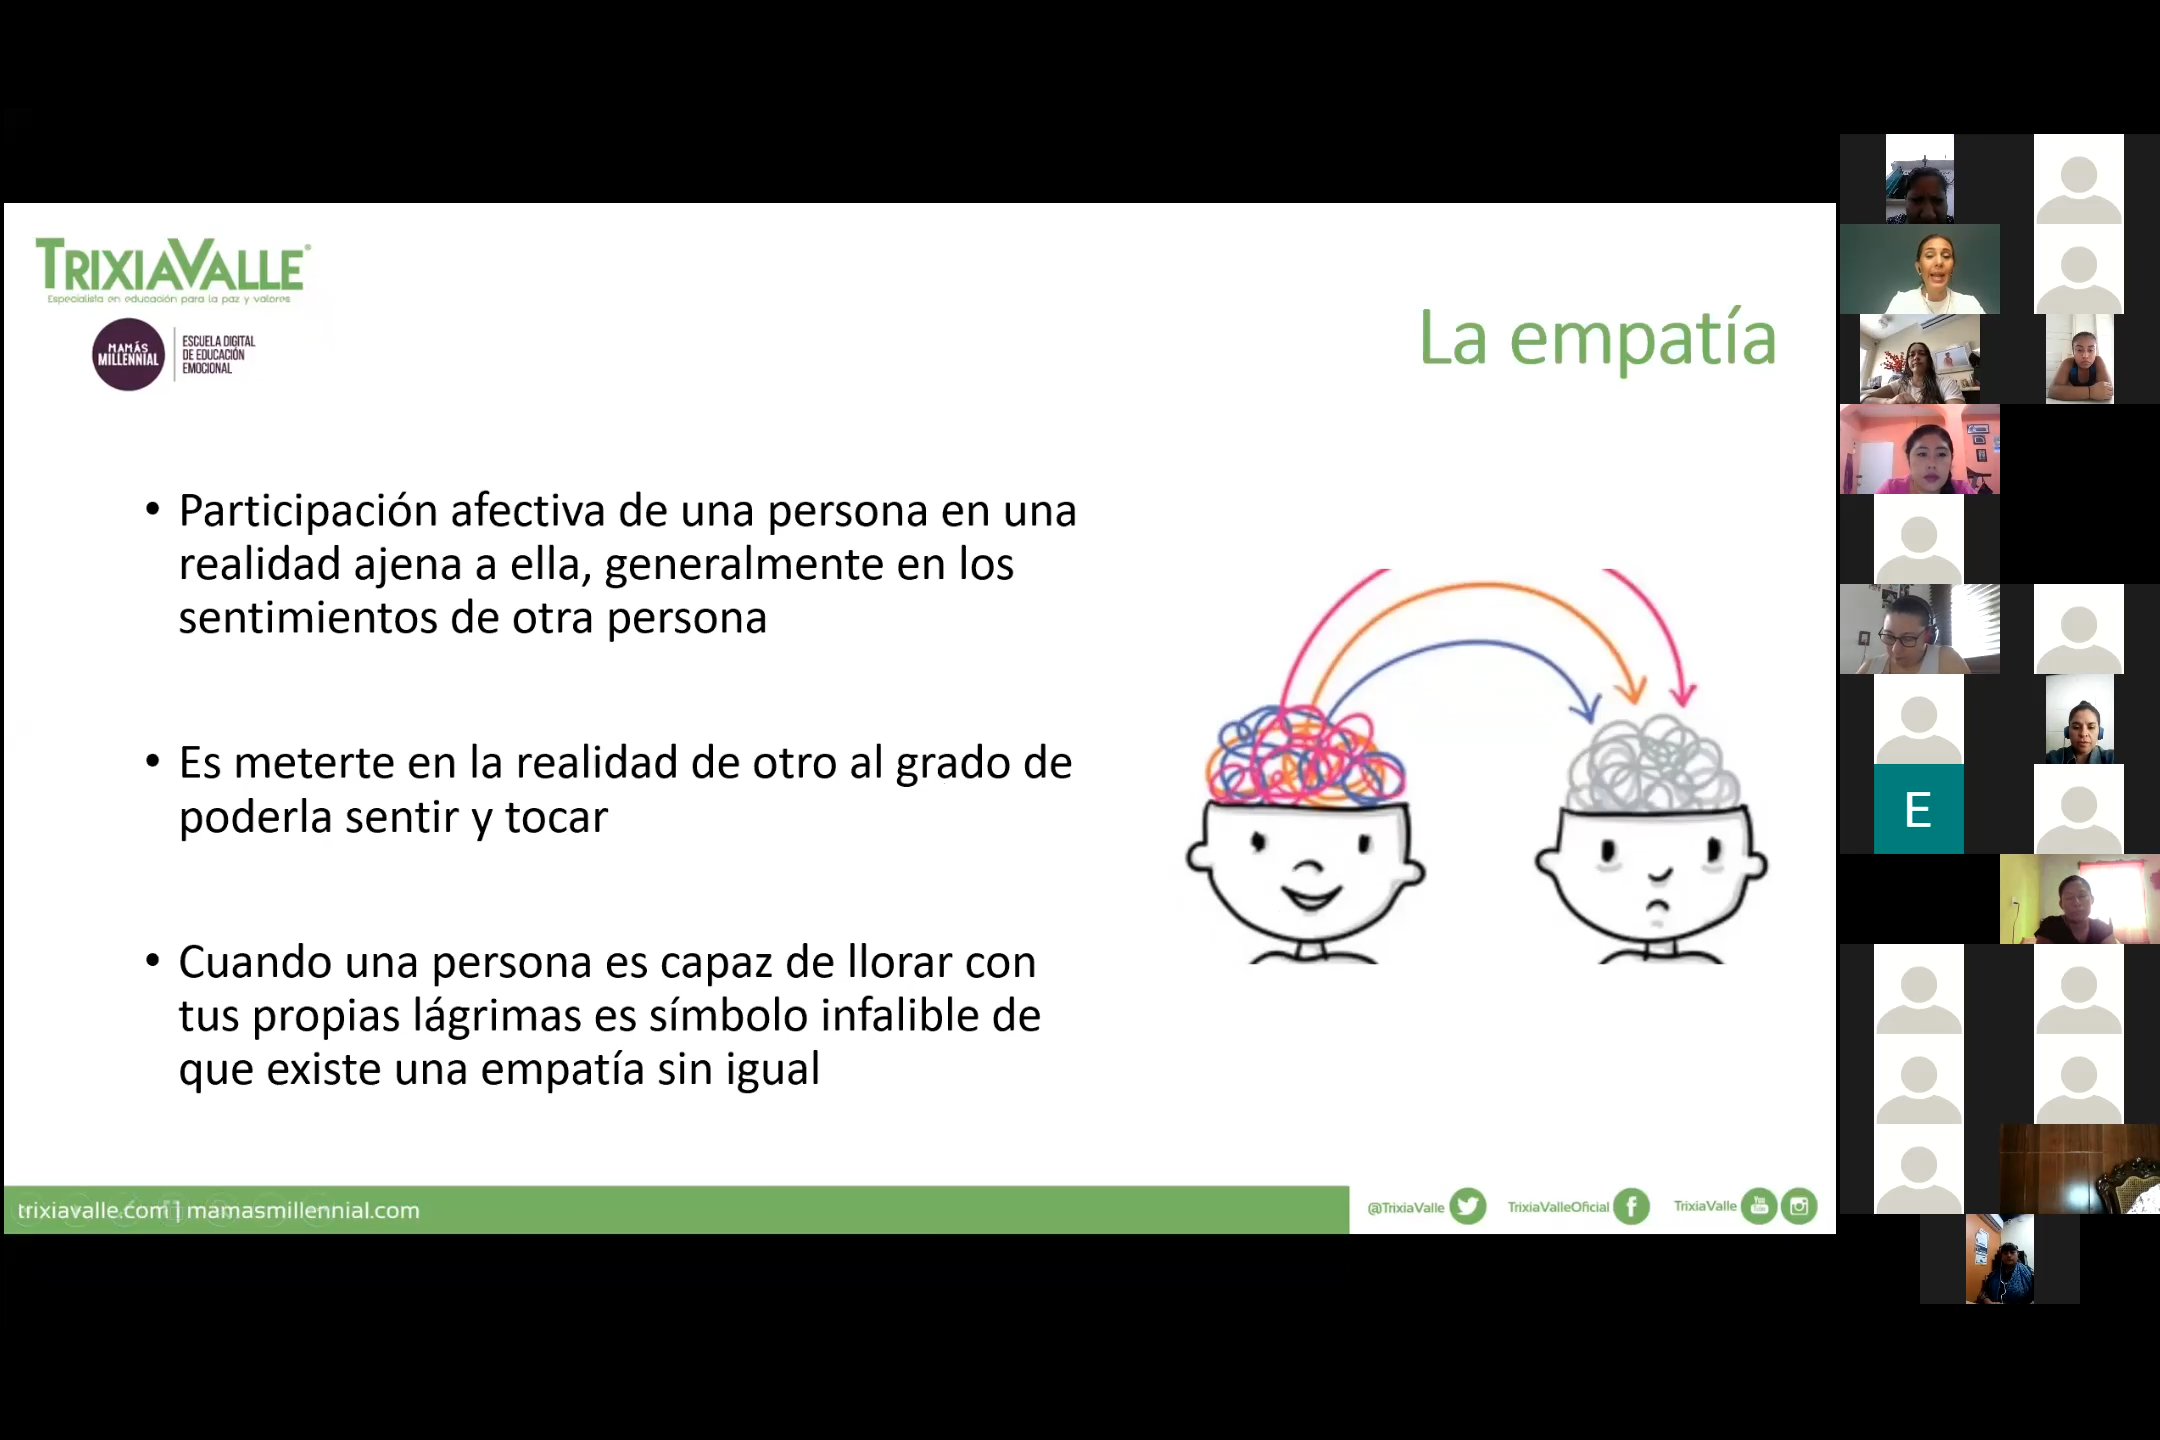 TRIXIAVALLE®
Especialista en educación para la paz y valores
MAMÁS
MILLENNIAL
ESCUELA DIGITAL
DE EDUCACIÓN
EMOCIONAL
La empatía
• Participación afectiva de una persona en una
realidad ajena a ella, generalmente en los
sentimientos de otra persona
• Es meterte en la realidad de otro al grado de
poderla sentir y tocar
• Cuando una persona es capaz de llorar con
tus propias lágrimas es símbolo infalible de
que existe una empatía sin igual
trixiavalle.com | mamasmillennial.com
@TrixiaValle
TrixiaValleOficial
TrixiaValle
You Tube
E